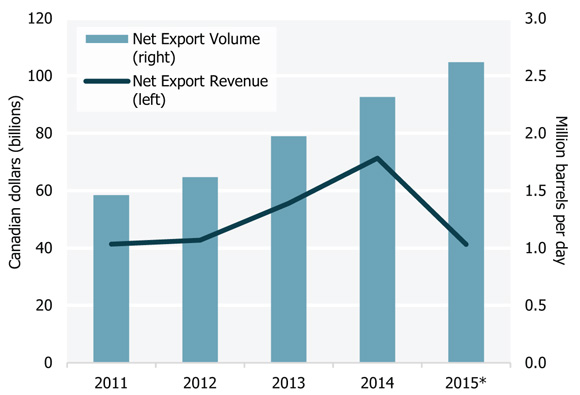 120
100
80
60
40
20
0
Canadian dollars (billions)
Net Export Volume
(right)
Net Export Revenue
(left)
3.0
2.5
2.0
1.5
1.0
0.5
0.0
Million barrels per day
2011 2012 2013 2014 2015*